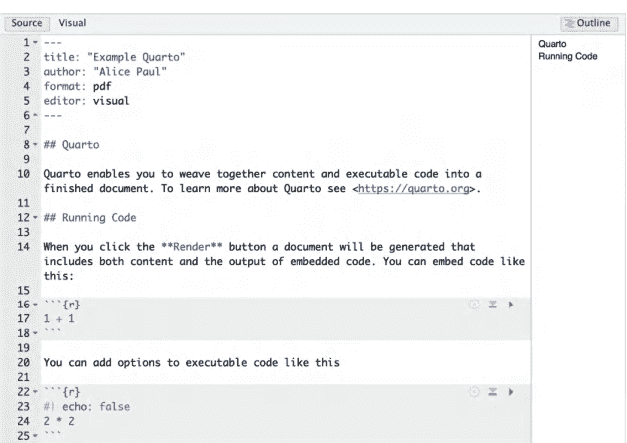 Source Visual Outline
1 ---
2 title: "Example Quarto"
3 author: "Alice Paul"
4 format: pdf
5 editor: visual
6 ---
7
8 ## Quarto
9
10 Quarto enables you to weave together content and executable code into a
finished document. To learn more about Quarto see <https://quarto.org>.
11
12 ## Running Code
13
14 When you click the **Render** button a document will be generated that
includes both content and the output of embedded code. You can embed code like
this:
15
16 ```{r}
17 1 + 1
18 ```
19
20 You can add options to executable code like this
21
22 ```{r}
23 #| echo: false
24 2 * 2
25 ```
Quarto
Running Code